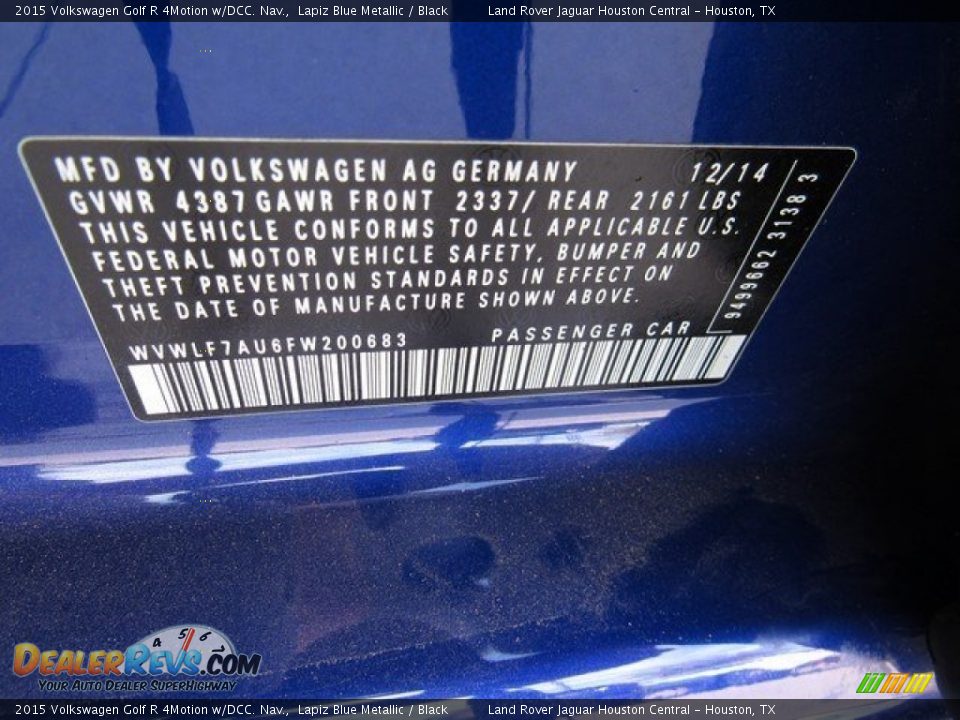 2015 Volkswagen Golf R 4Motion w/DCC. Nav., Lapiz Blue Metallic / Black Land Rover Jaguar Houston Central - Houston, TX
MFD BY VOLKSWAGEN AG GERMANY 12/14
GVWR 4387 GAWR FRONT 2337/ REAR 2161 LBS
THIS VEHICLE CONFORMS TO ALL APPLICABLE U.S.
FEDERAL MOTOR VEHICLE SAFETY, BUMPER AND
THEFT PREVENTION STANDARDS IN EFFECT ON
THE DATE OF MANUFACTURE SHOWN ABOVE.
WVWLF7AU6FW200683 PASSENGER CAR
9499662 31383
4 5 6
DEALERREVS.COM
YOUR AUTO DEALER SUPERHIGHWAY
2015 Volkswagen Golf R 4Motion w/DCC. Nav., Lapiz Blue Metallic / Black Land Rover Jaguar Houston Central - Houston, TX